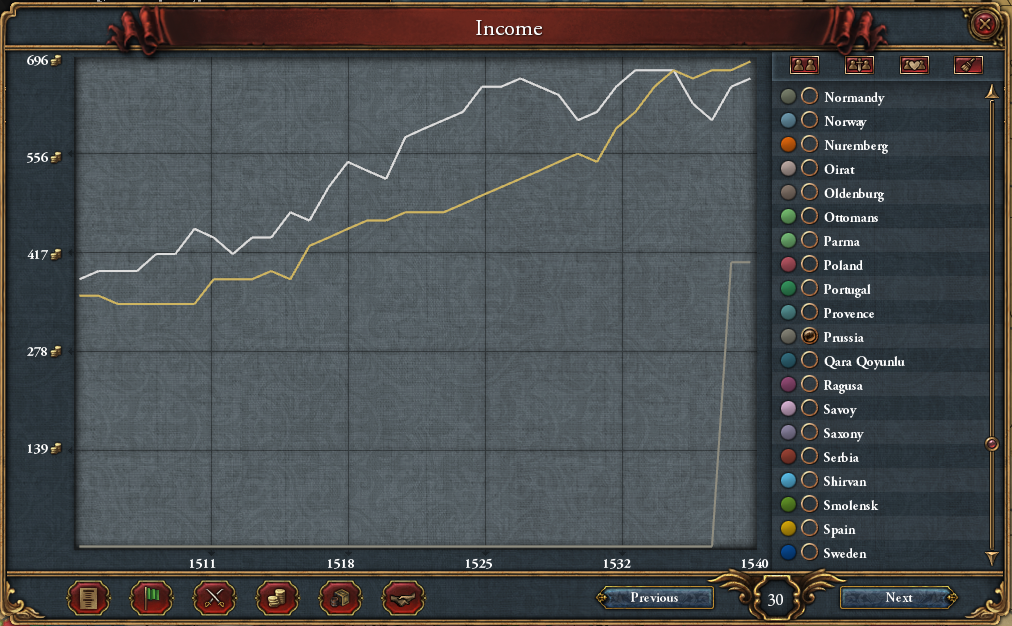 Income
696
556
417
278
139
1511
1518
1525
1532
1540
Normandy
Norway
Nuremberg
Oirat
Oldenburg
Ottomans
Parma
Poland
Portugal
Provence
Prussia
Qara Qoyunlu
Ragusa
Savoy
Saxony
Serbia
Shirvan
Smolensk
Spain
Sweden
Previous
30
Next